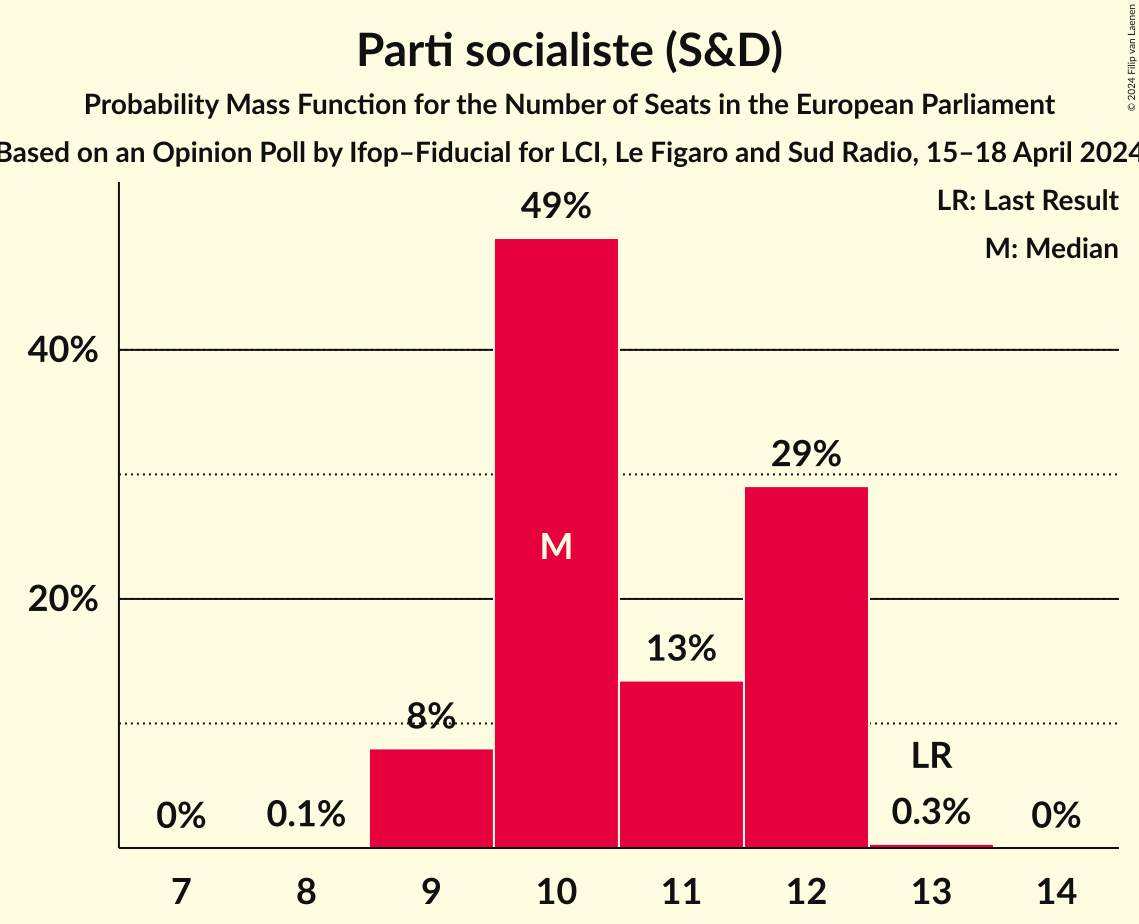 Parti socialiste (S&D)
Probability Mass Function for the Number of Seats in the European Parliament
Based on an Opinion Poll by Ifop–Fiducial for LCI, Le Figaro and Sud Radio, 15–18 April 2024
© 2024 Filip van Laenen
LR: Last Result
M: Median
49%
40%
29%
M
20%
13%
8%
LR
0% 0.1% 0.3% 0%
7 8 9 10 11 12 13 14